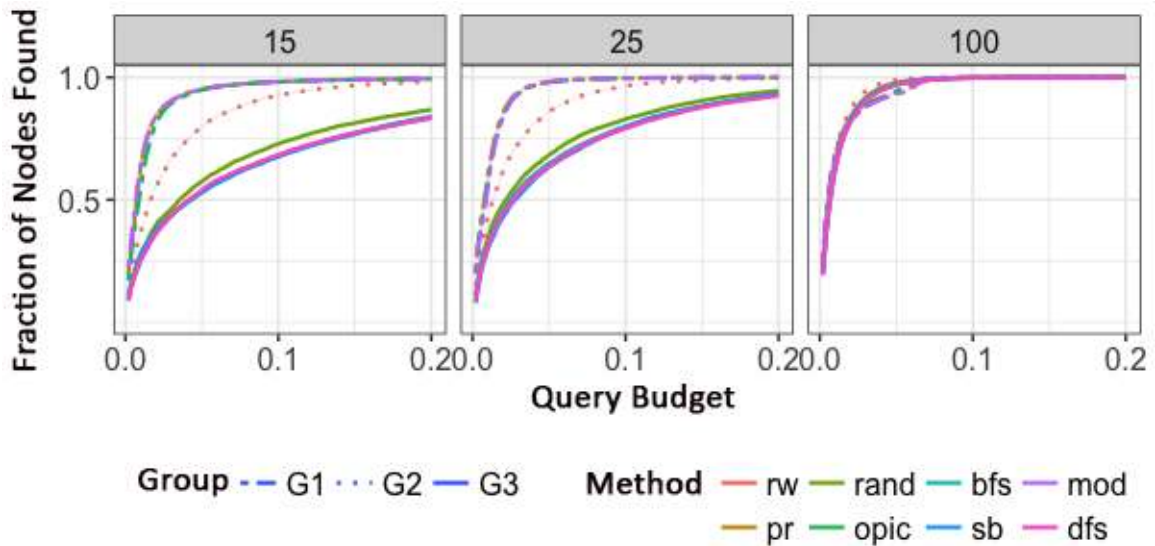 15 25 100
Fraction of Nodes Found
1.0
0.5
0.0 0.1 0.2 0.0 0.1 0.2 0.0 0.1 0.2
Query Budget
Group G1 G2 G3 Method rw rand bfs mod
pr opic sb dfs